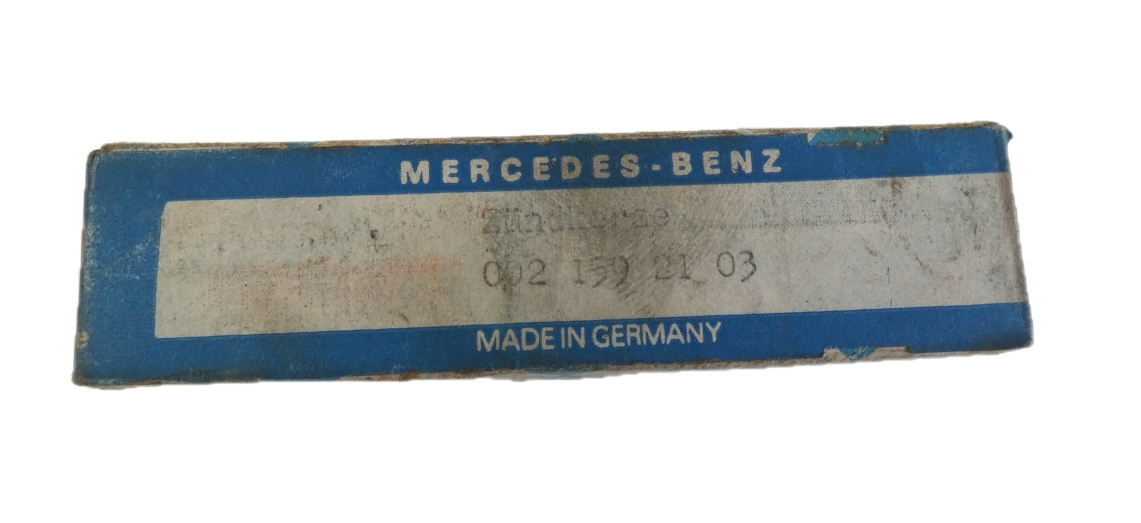 MERCEDES-BENZ
Zündkerze
002 159 21 03
MADE IN GERMANY